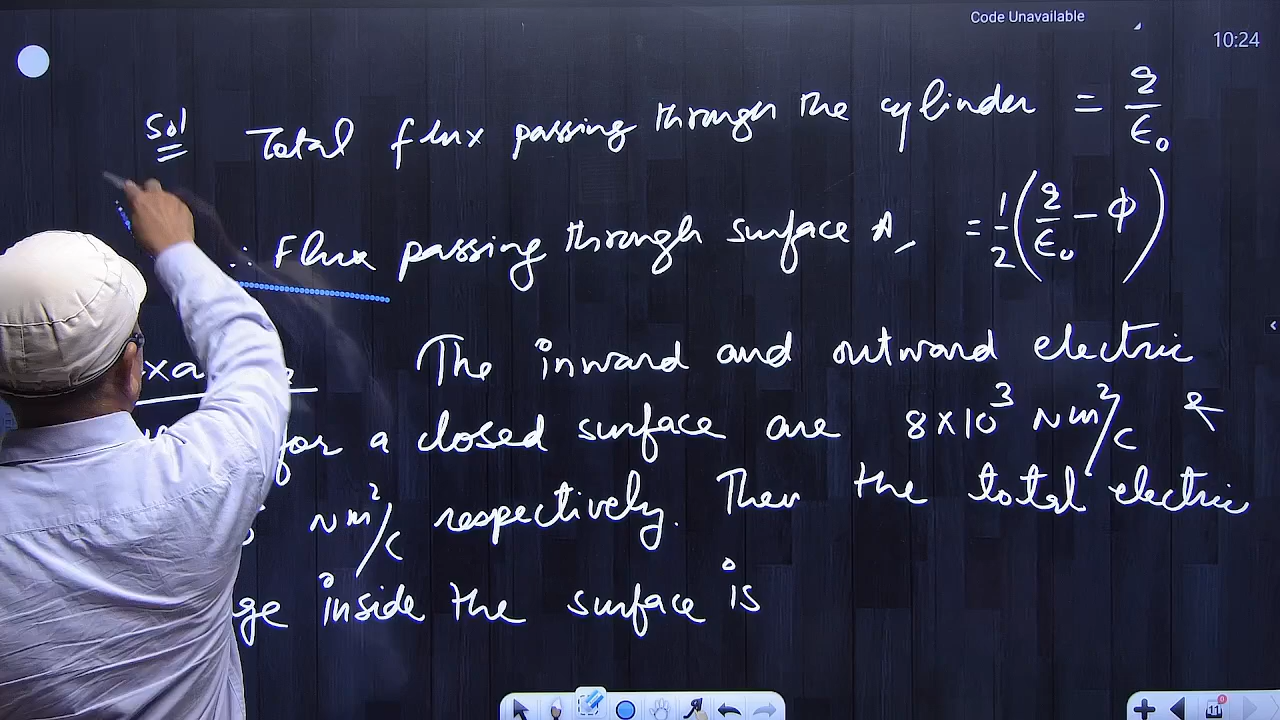 Code Unavailable
10:24
Sol
Total flux passing through the cylinder = q/ϵ₀
∴ Flux passing through surface A, = 1/2 (q/ϵ₀ - ϕ)
The inward and outward electric
for a closed surface are 8×10³ Nm²/C &
Nm²/C respectively. Then the total electric
ge inside the surface is